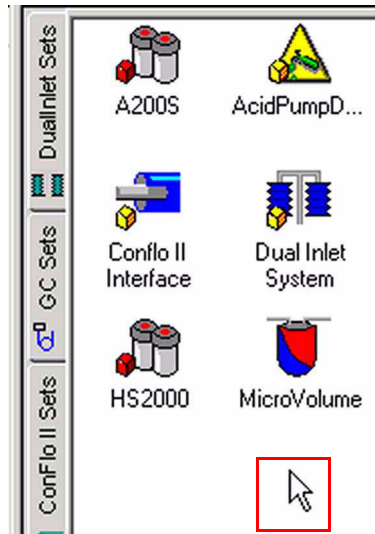 DualInlet Sets
GC Sets
ConFlo II Sets
A200S
AcidPumpD...
Conflo II
Interface
Dual Inlet
System
HS2000
MicroVolume